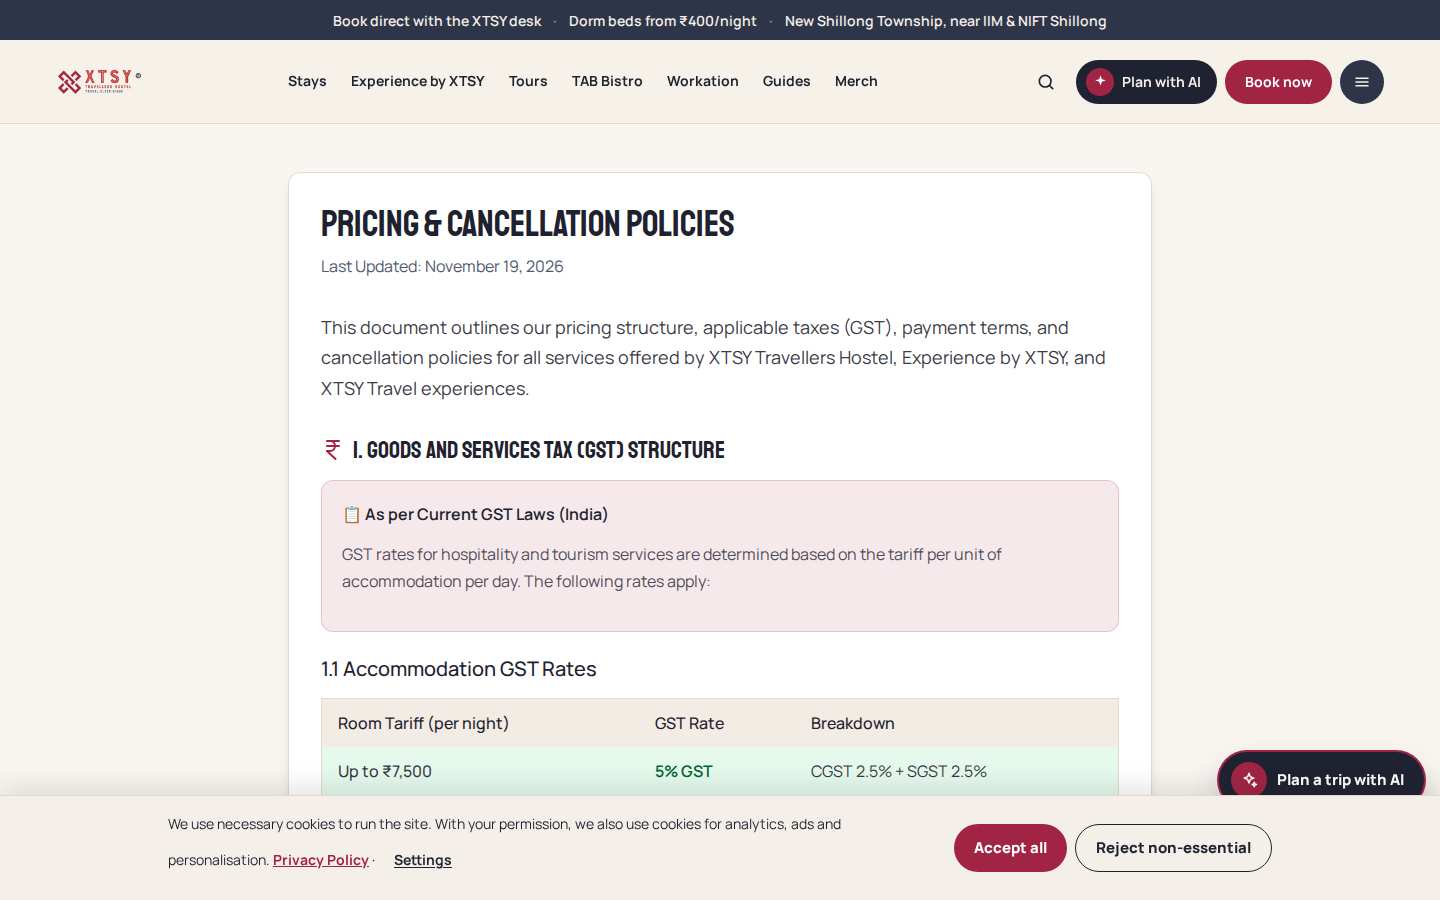 Book direct with the XTSY desk · Dorm beds from ₹400/night · New Shillong Township, near IIM & NIFT Shillong
XTSY®
TRAVELLERS HOSTEL
Stays Experience by XTSY Tours TAB Bistro Workation Guides Merch
Plan with AI
Book now
PRICING & CANCELLATION POLICIES
Last Updated: November 19, 2026
This document outlines our pricing structure, applicable taxes (GST), payment terms, and
cancellation policies for all services offered by XTSY Travellers Hostel, Experience by XTSY, and
XTSY Travel experiences.
₹ 1. GOODS AND SERVICES TAX (GST) STRUCTURE
📋 As per Current GST Laws (India)
GST rates for hospitality and tourism services are determined based on the tariff per unit of
accommodation per day. The following rates apply:
1.1 Accommodation GST Rates
Room Tariff (per night) GST Rate Breakdown
Up to ₹7,500 5% GST CGST 2.5% + SGST 2.5%
Plan a trip with AI
We use necessary cookies to run the site. With your permission, we also use cookies for analytics, ads and
personalisation. Privacy Policy · Settings
Accept all
Reject non-essential